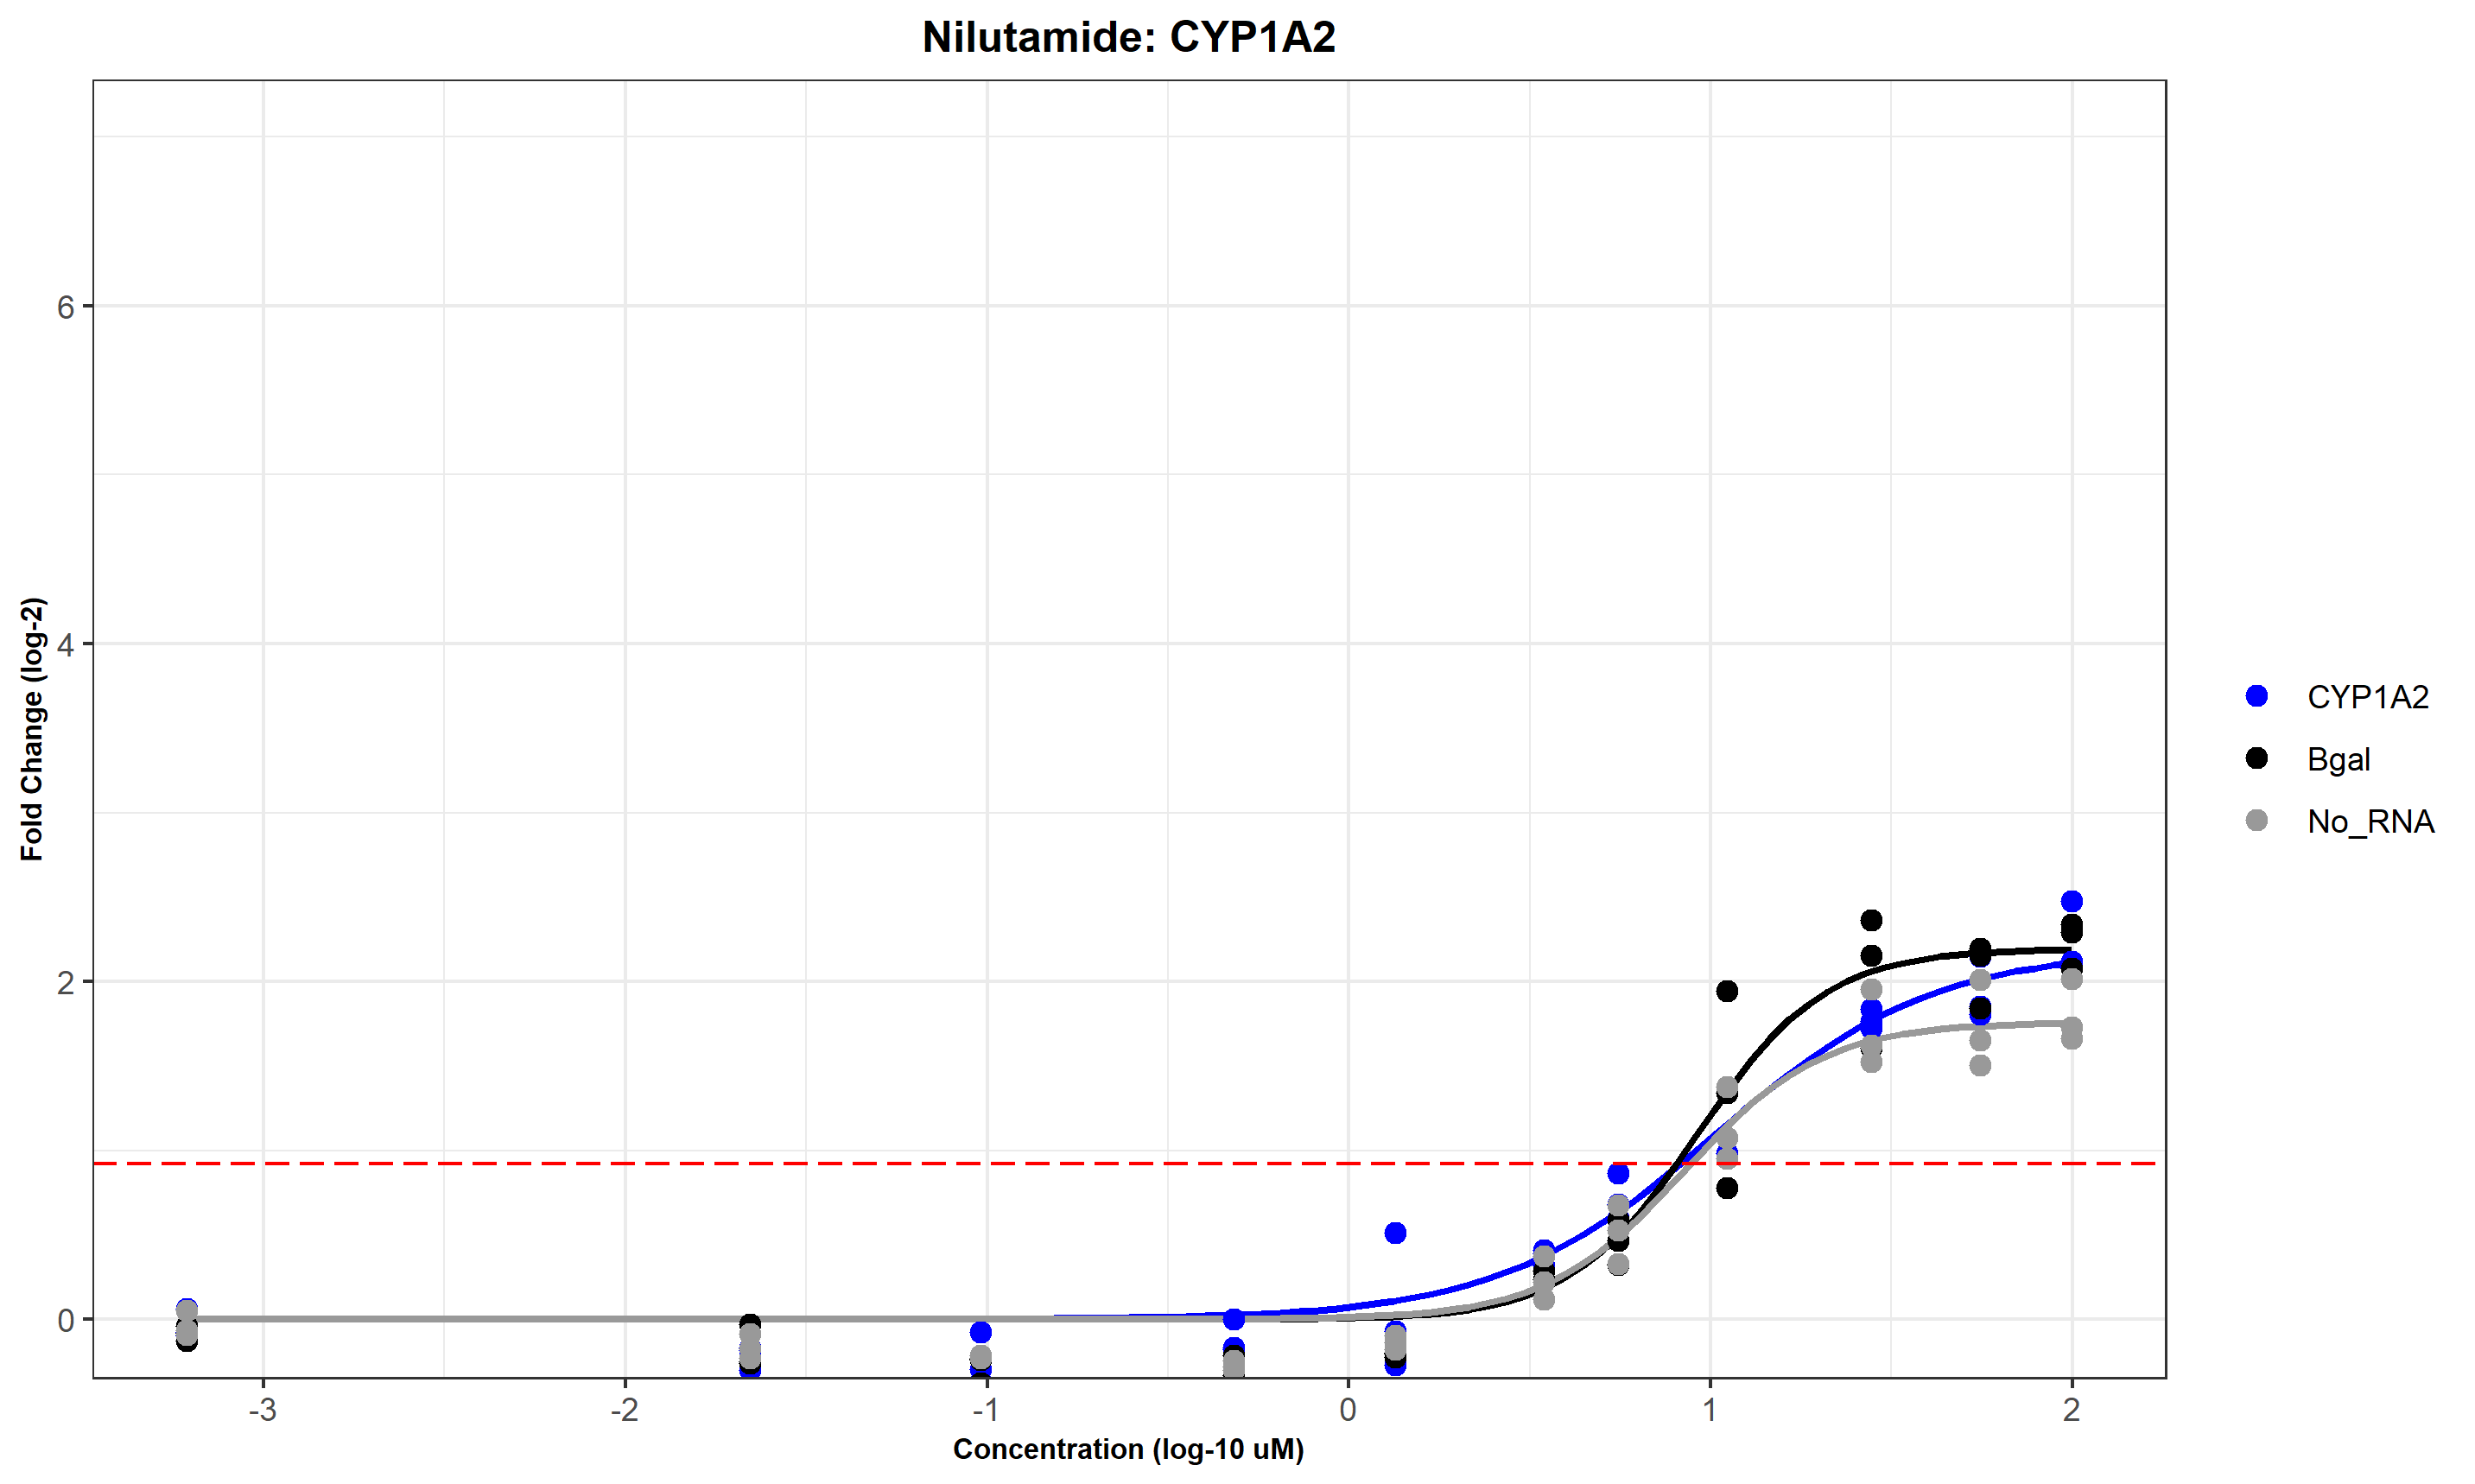 Nilutamide: CYP1A2
Fold Change (log-2)
6
4
2
0
-3
-2
-1
0
1
2
Concentration (log-10 uM)
CYP1A2
Bgal
No_RNA